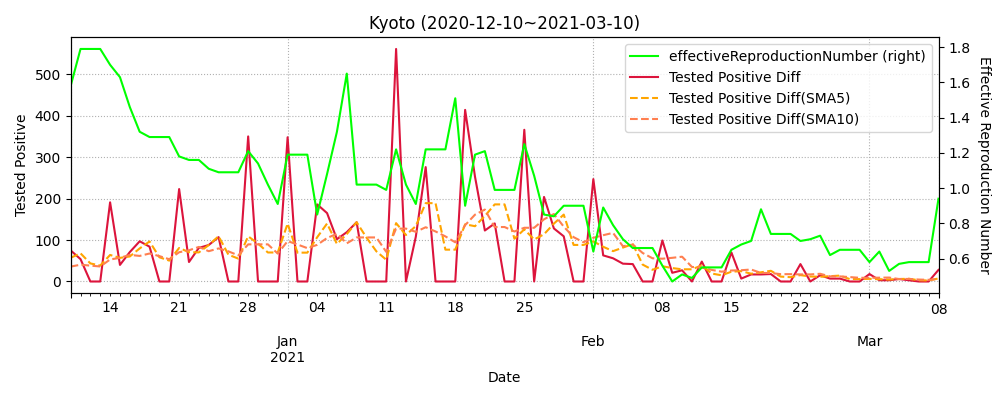 Kyoto (2020-12-10~2021-03-10)
effectiveReproductionNumber (right)
Tested Positive Diff
Tested Positive Diff(SMA5)
Tested Positive Diff(SMA10)
Tested Positive
500
400
300
200
100
0
1.8
1.6
1.4
1.2
1.0
0.8
0.6
Effective Reproduction Number
14 21 28 04 11 18 25 08 15 22 08
Jan Feb Mar
2021
Date